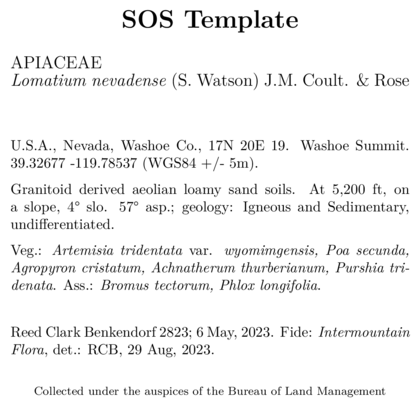 SOS Template
APIACEAE
Lomatium nevadense (S. Watson) J.M. Coult. & Rose
U.S.A., Nevada, Washoe Co., 17N 20E 19. Washoe Summit.
39.32677 -119.78537 (WGS84 +/- 5m).
Granitoid derived aeolian loamy sand soils. At 5,200 ft, on
a slope, 4° slo. 57° asp.; geology: Igneous and Sedimentary,
undifferentiated.
Veg.: Artemisia tridentata var. wyomimgensis, Poa secunda,
Agropyron cristatum, Achnatherum thurberianum, Purshia tri-
denata. Ass.: Bromus tectorum, Phlox longifolia.
Reed Clark Benkendorf 2823; 6 May, 2023. Fide: Intermountain
Flora, det.: RCB, 29 Aug, 2023.
Collected under the auspices of the Bureau of Land Management